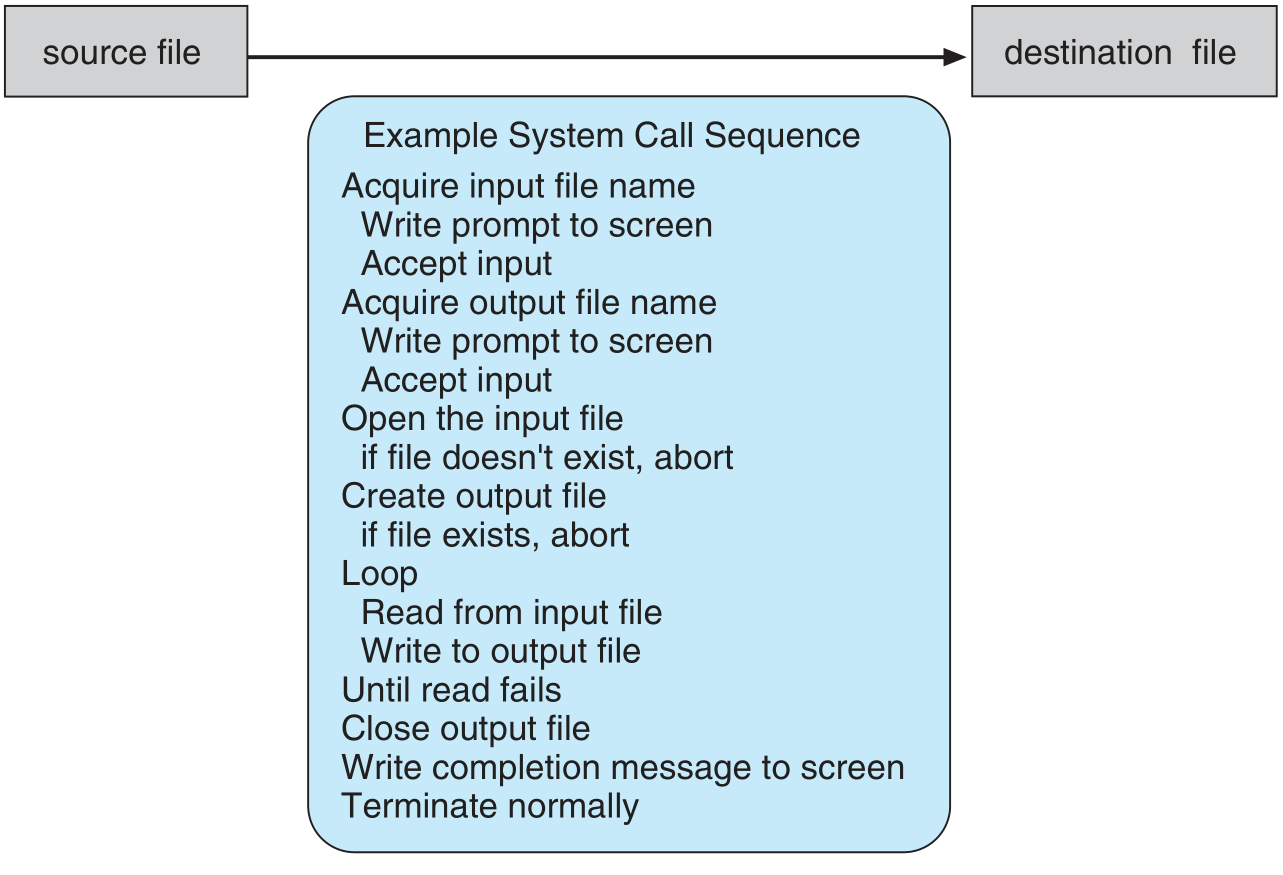 source file
destination file
Example System Call Sequence
Acquire input file name
Write prompt to screen
Accept input
Acquire output file name
Write prompt to screen
Accept input
Open the input file
if file doesn't exist, abort
Create output file
if file exists, abort
Loop
Read from input file
Write to output file
Until read fails
Close output file
Write completion message to screen
Terminate normally